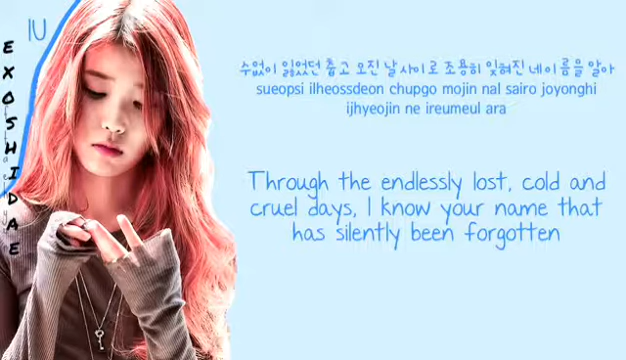 IU
EXOSHIDAE
수없이 잃었던 춥고 모진 날 사이로 조용히 잊혀진 네 이름을 알아
sueopsi ilheossdeon chupgo mojin nal sairo joyonghi
ijhyeojin ne ireumeul ara
Through the endlessly lost, cold and
cruel days, I know your name that
has silently been forgotten